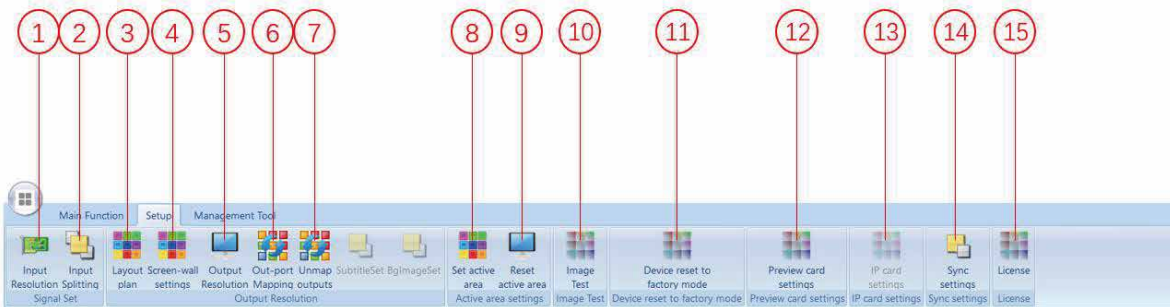 1 2 3 4 5 6 7 8 9 10 11 12 13 14 15
Main Function Setup Management Tool
Input Input Layout Screen-wall Output Out-port Unmap SubtitleSet BgImageSet Set active Reset Image Device reset to Preview card IP card Sync License
Resolution Splitting plan settings Resolution Mapping outputs area active area Test factory mode settings settings settings
Signal Set Output Resolution Active area settings Image Test Device reset to factory mode Preview card settings IP card settings Sync settings License